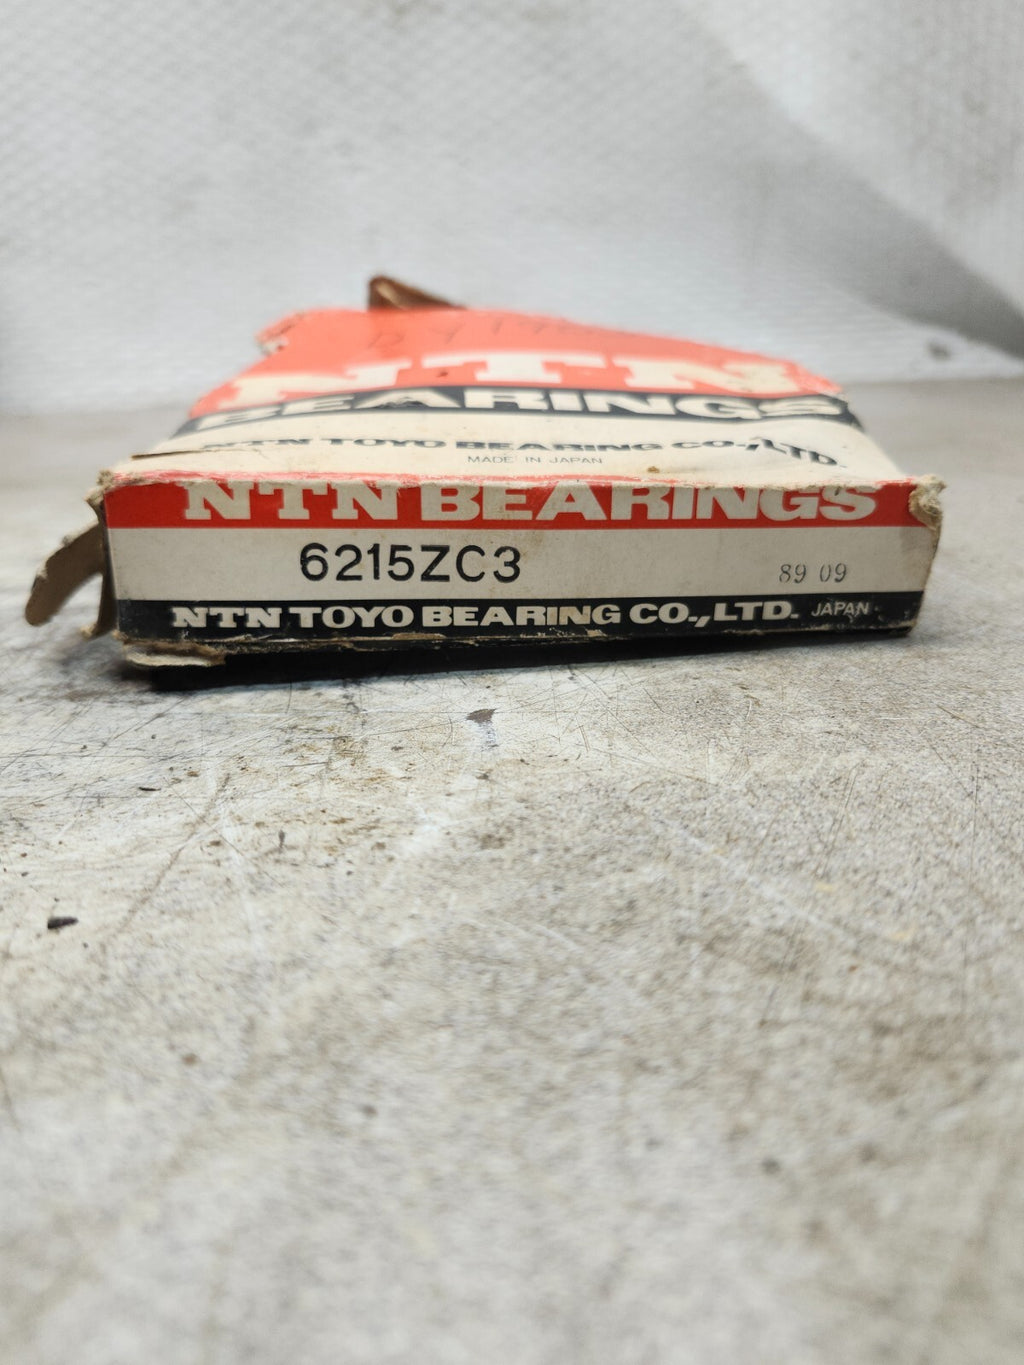 NTN
BEARINGS
NTN TOYO BEARING CO.,LTD.
MADE IN JAPAN
NTN BEARINGS
6215ZC3 89 09
NTN TOYO BEARING CO.,LTD. JAPAN